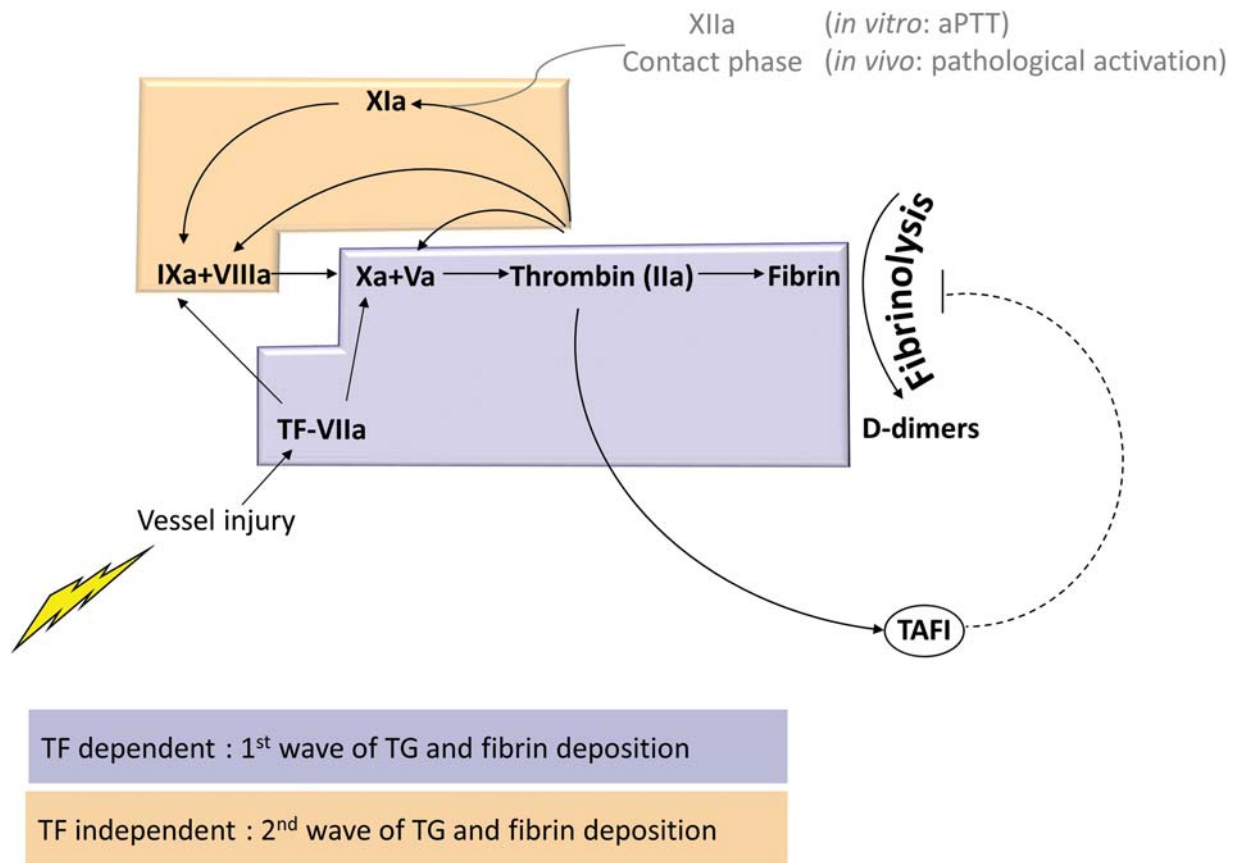 XIIa (in vitro: aPTT)
Contact phase (in vivo: pathological activation)
XIa
IXa+VIIIa
Xa+Va
Thrombin (IIa)
Fibrin
Fibrinolysis
TF-VIIa
D-dimers
Vessel injury
TAFI
TF dependent : 1st wave of TG and fibrin deposition
TF independent : 2nd wave of TG and fibrin deposition